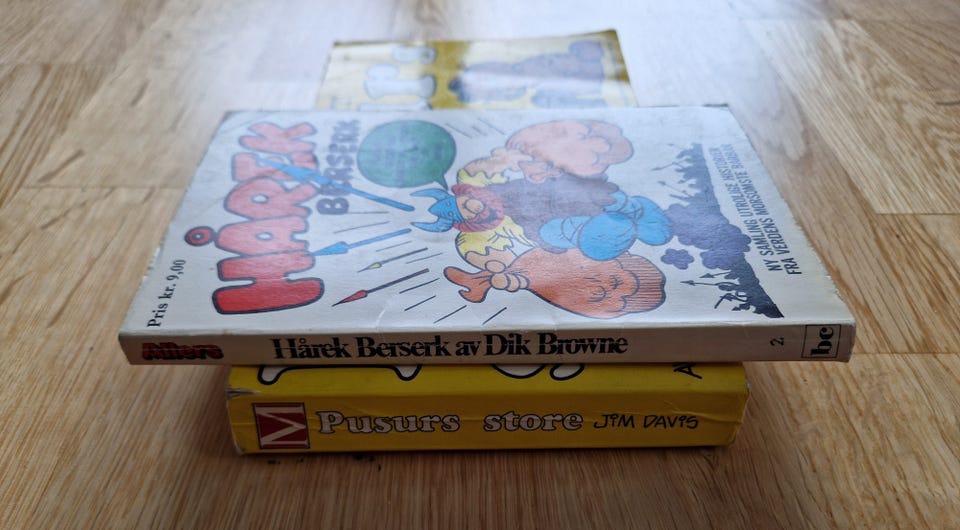 HÅREK
BERSERK
Pris kr. 9,00
NY SAMLING UTROLIGE HISTORIER
FRA VERDENS MORSOMSTE BARBAR
Allers
Hårek Berserk av Dik Browne
2.
bc
M
Pusurs store
JIM DAVIS